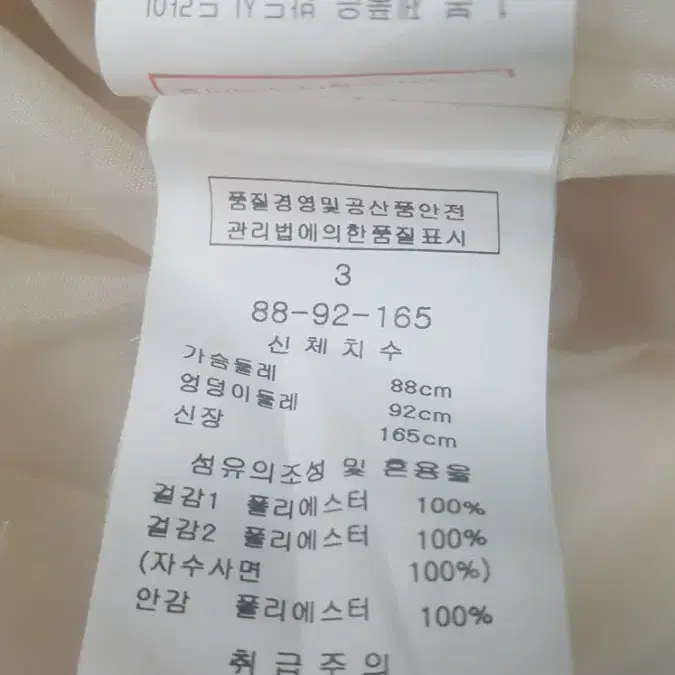 품질경영및공산품안전
관리법에의한품질표시
3
88-92-165
신체치수
가슴둘레 88cm
엉덩이둘레 92cm
신장 165cm
섬유의조성 및 혼용율
겉감1 폴리에스터 100%
겉감2 폴리에스터 100%
(자수사면 100%)
안감 폴리에스터 100%
취급주의